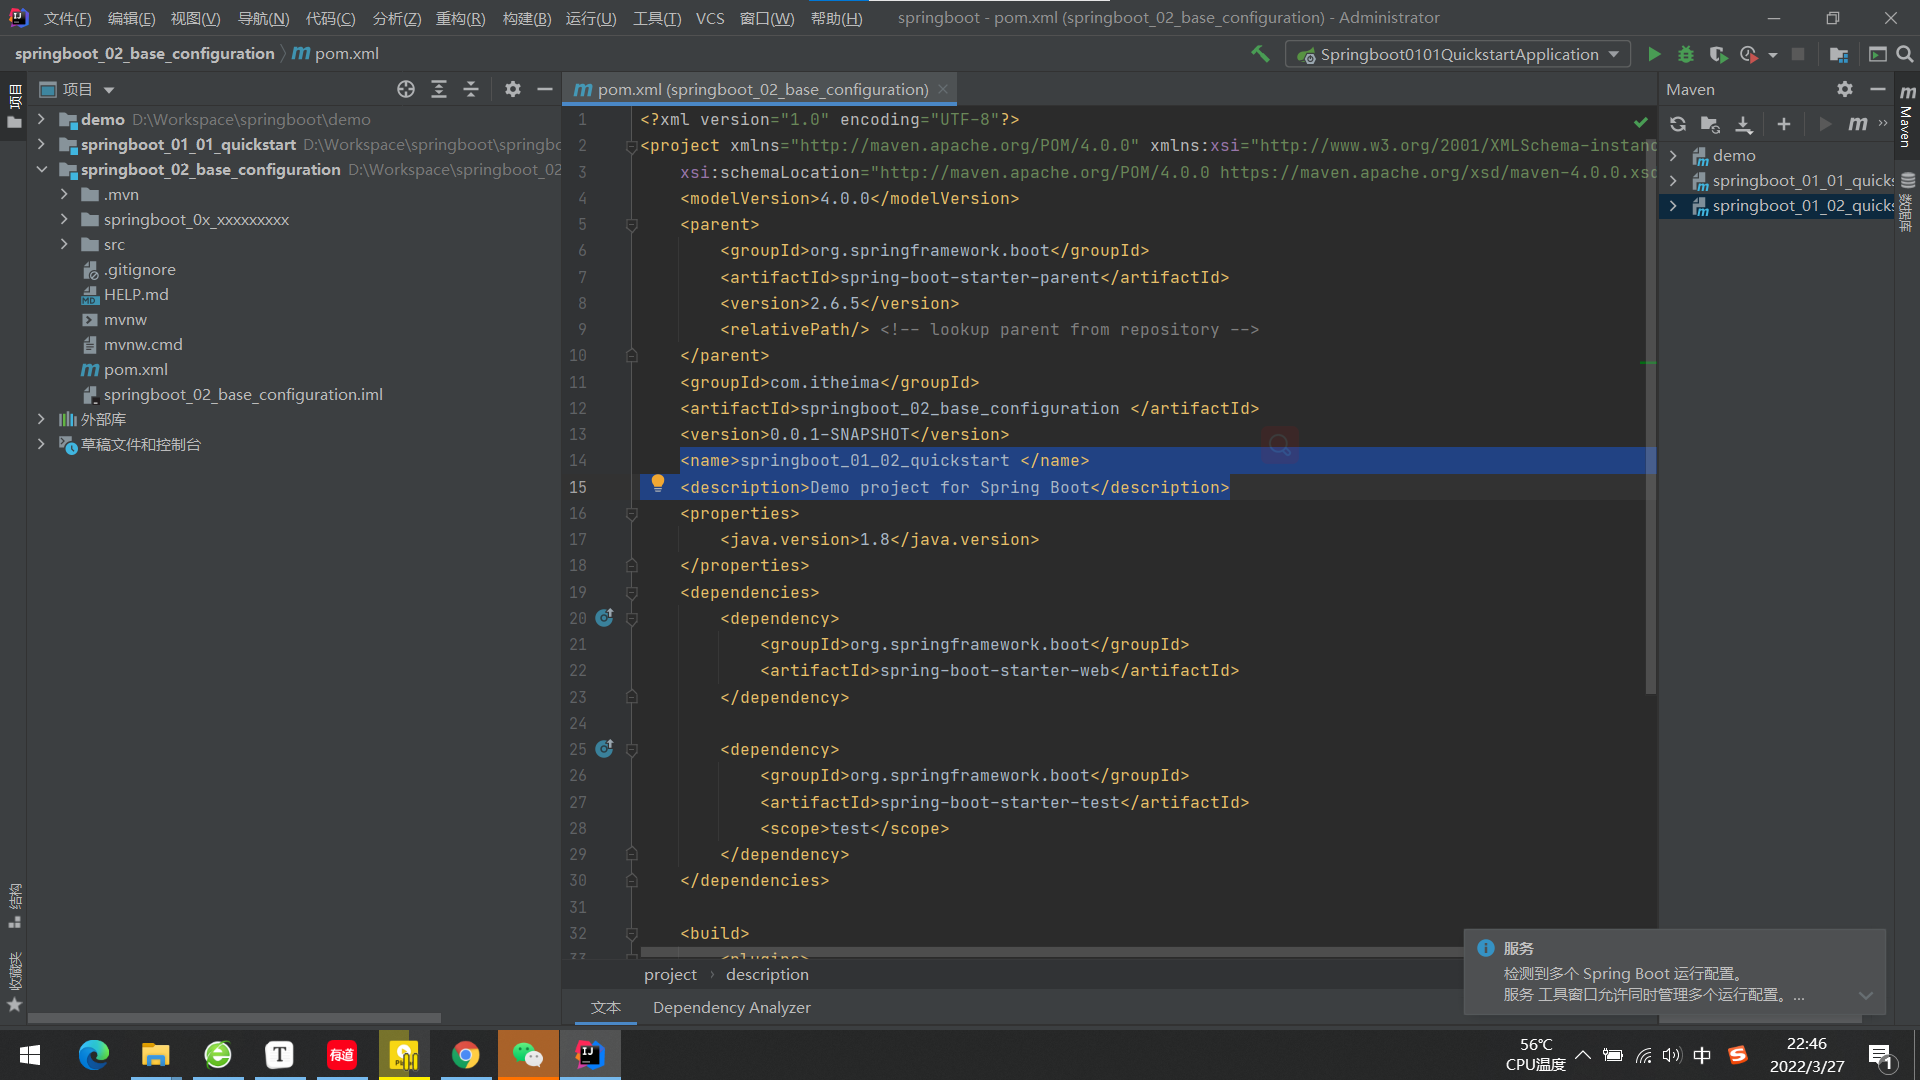 文件(F) 编辑(E) 视图(V) 导航(N) 代码(C) 分析(Z) 重构(R) 构建(B) 运行(U) 工具(T) VCS 窗口(W) 帮助(H) springboot - pom.xml (springboot_02_base_configuration) - Administrator
springboot_02_base_configuration pom.xml Springboot0101QuickstartApplication
项目
项目
demo D:\Workspace\springboot\demo
springboot_01_01_quickstart D:\Workspace\springboot\springbo
springboot_02_base_configuration D:\Workspace\springboot_02
.mvn
springboot_0x_xxxxxxxxx
src
.gitignore
HELP.md
mvnw
mvnw.cmd
pom.xml
springboot_02_base_configuration.iml
外部库
草稿文件和控制台
结构
收藏夹
pom.xml (springboot_02_base_configuration)
1 <?xml version="1.0" encoding="UTF-8"?>
2 <project xmlns="http://maven.apache.org/POM/4.0.0" xmlns:xsi="http://www.w3.org/2001/XMLSchema-instan
3 xsi:schemaLocation="http://maven.apache.org/POM/4.0.0 https://maven.apache.org/xsd/maven-4.0.0.xsd
4 <modelVersion>4.0.0</modelVersion>
5 <parent>
6 <groupId>org.springframework.boot</groupId>
7 <artifactId>spring-boot-starter-parent</artifactId>
8 <version>2.6.5</version>
9 <relativePath/> <!-- lookup parent from repository -->
10 </parent>
11 <groupId>com.itheima</groupId>
12 <artifactId>springboot_02_base_configuration </artifactId>
13 <version>0.0.1-SNAPSHOT</version>
14 <name>springboot_01_02_quickstart </name>
15 <description>Demo project for Spring Boot</description>
16 <properties>
17 <java.version>1.8</java.version>
18 </properties>
19 <dependencies>
20 <dependency>
21 <groupId>org.springframework.boot</groupId>
22 <artifactId>spring-boot-starter-web</artifactId>
23 </dependency>
24
25 <dependency>
26 <groupId>org.springframework.boot</groupId>
27 <artifactId>spring-boot-starter-test</artifactId>
28 <scope>test</scope>
29 </dependency>
30 </dependencies>
31
32 <build>
33 <plugins>
project › description
文本 Dependency Analyzer
Maven
demo
springboot_01_01_quicks
springboot_01_02_quicks
Maven
数据库
服务
检测到多个 Spring Boot 运行配置。
服务 工具窗口允许同时管理多个运行配置。...
有道
56℃
CPU温度
中
22:46
2022/3/27
1